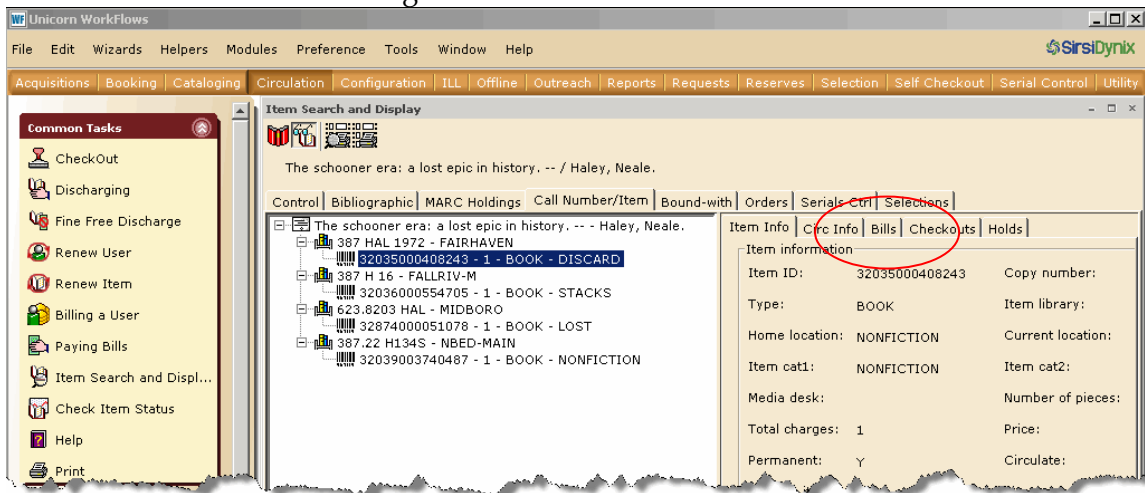 Unicorn WorkFlows
File Edit Wizards Helpers Modules Preference Tools Window Help
SirsiDynix
Acquisitions Booking Cataloging Circulation Configuration ILL Offline Outreach Reports Requests Reserves Selection Self Checkout Serial Control Utility
Item Search and Display
Common Tasks
CheckOut
Discharging
Fine Free Discharge
Renew User
Renew Item
Billing a User
Paying Bills
Item Search and Displ...
Check Item Status
Help
Print
The schooner era: a lost epic in history. -- / Haley, Neale.
Control Bibliographic MARC Holdings Call Number/Item Bound-with Orders Serials Ctrl Selections
The schooner era: a lost epic in history. -- - Haley, Neale.
387 HAL 1972 - FAIRHAVEN
32035000408243 - 1 - BOOK - DISCARD
387 H 16 - FALLRIV-M
32036000554705 - 1 - BOOK - STACKS
623.8203 HAL - MIDBORO
32874000051078 - 1 - BOOK - LOST
387.22 H134S - NBED-MAIN
32039003740487 - 1 - BOOK - NONFICTION
Item Info Circ Info Bills Checkouts Holds
Item information
Item ID: 32035000408243 Copy number:
Type: BOOK Item library:
Home location: NONFICTION Current location:
Item cat1: NONFICTION Item cat2:
Media desk: Number of pieces:
Total charges: 1 Price:
Permanent: Y Circulate: